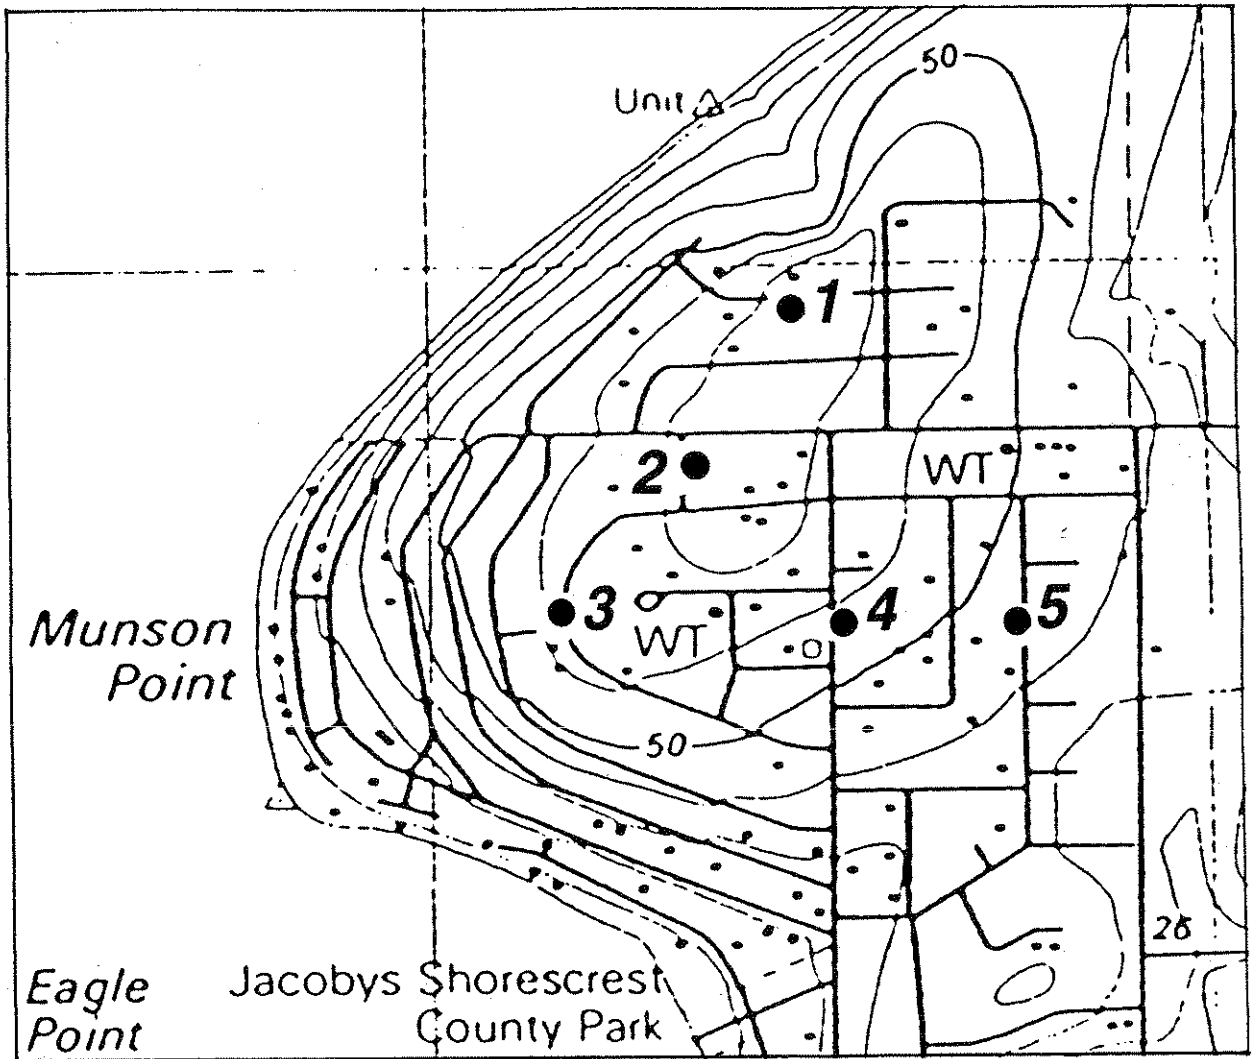 50
Unit
1
2
WT
3
4
5
Munson
Point
WT
50
26
Eagle
Point
Jacobys Shorescrest
County Park